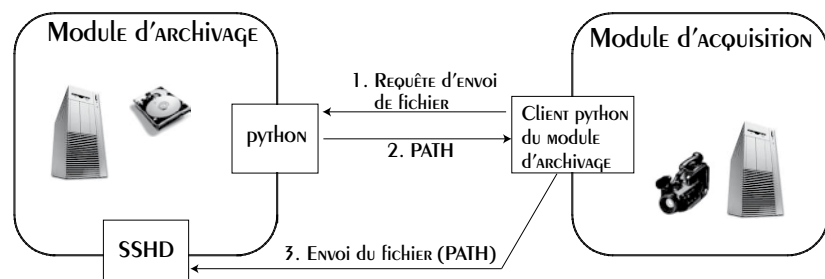 Module d'archivage
Module d'acquisition
1. Requête d'envoi
de fichier
python
2. PATH
Client python
du module
d'archivage
SSHD
3. Envoi du fichier (PATH)